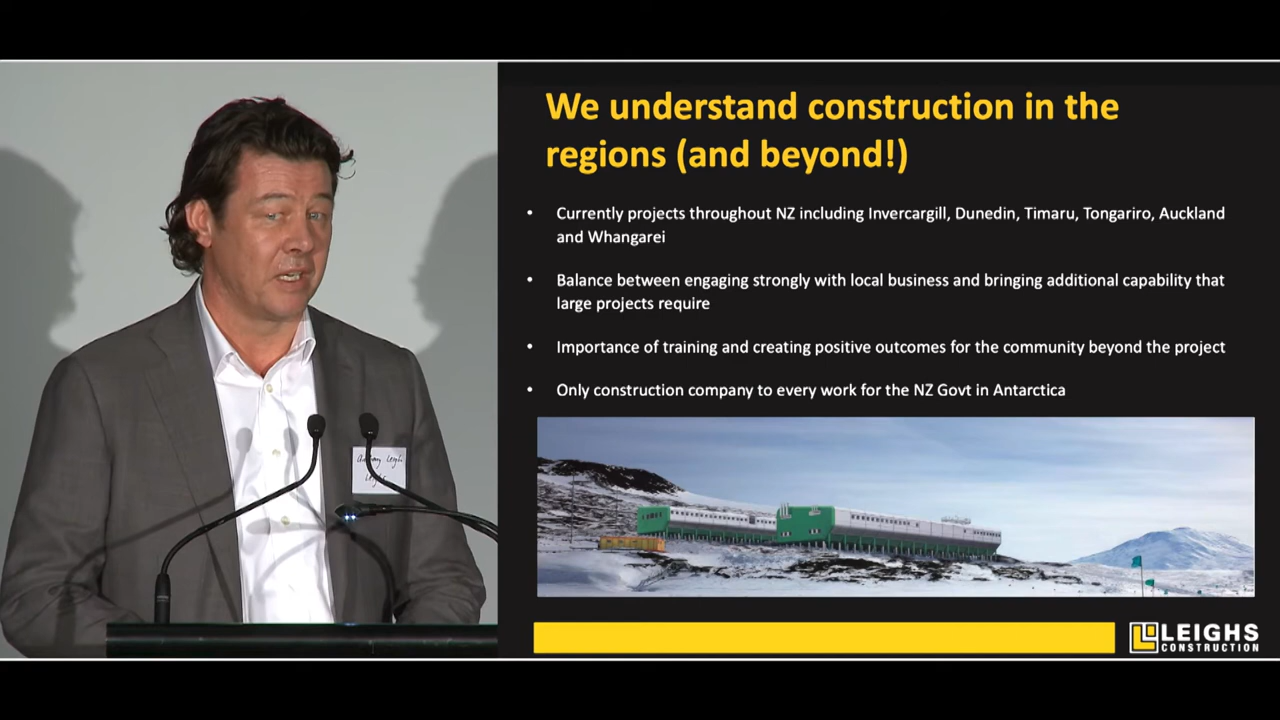 We understand construction in the
regions (and beyond!)
• Currently projects throughout NZ including Invercargill, Dunedin, Timaru, Tongariro, Auckland
and Whangarei
• Balance between engaging strongly with local business and bringing additional capability that
large projects require
• Importance of training and creating positive outcomes for the community beyond the project
• Only construction company to every work for the NZ Govt in Antarctica
Leigh
LEIGHS
CONSTRUCTION